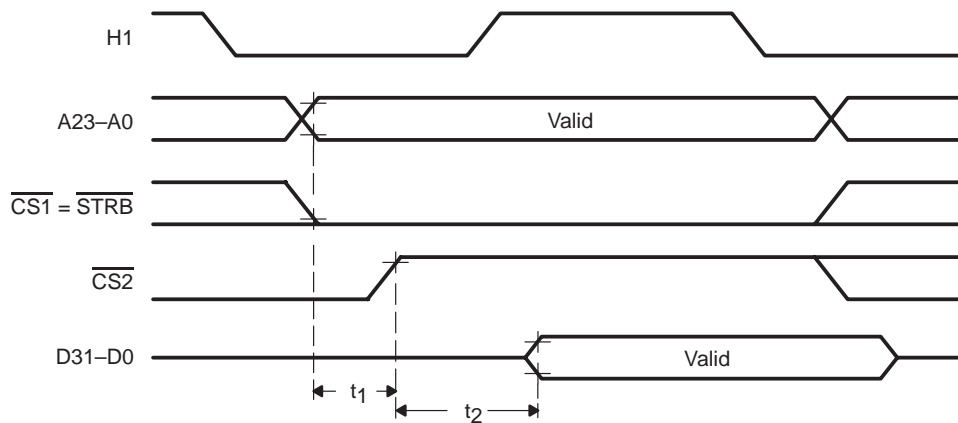 H1
A23–A0
Valid
CS1 = STRB
CS2
D31–D0
Valid
t1
t2